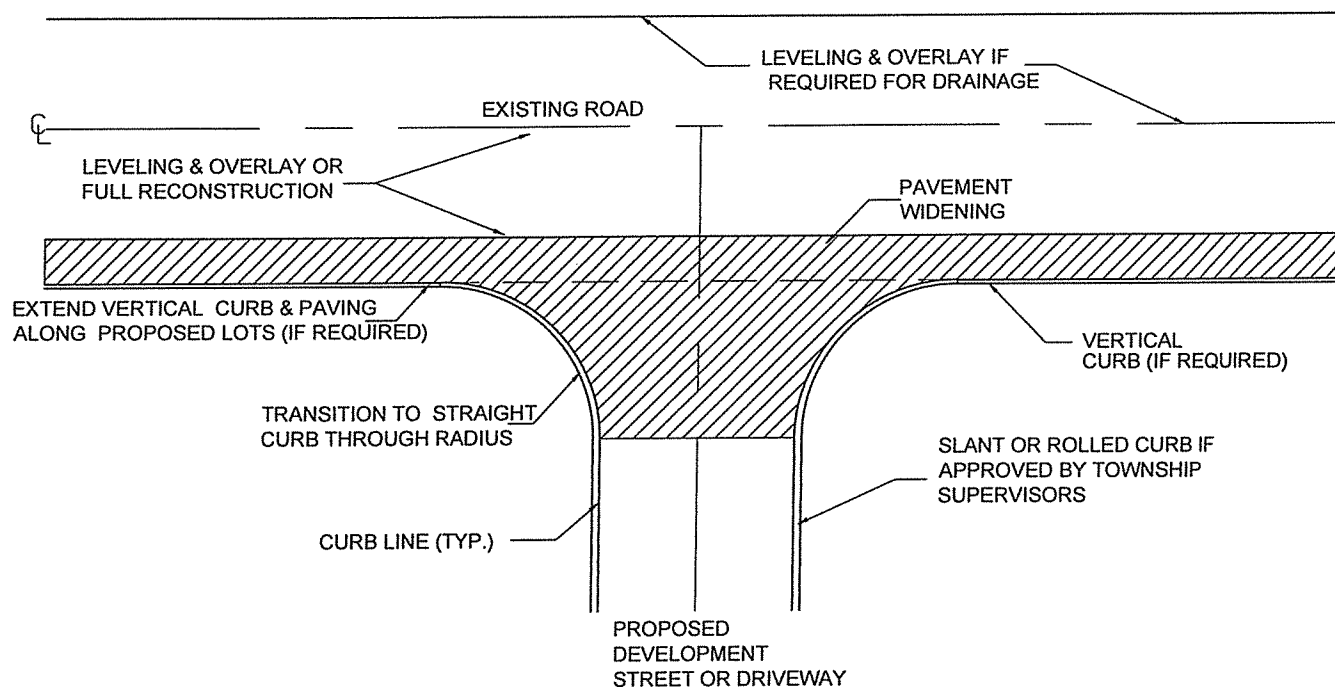 LEVELING & OVERLAY IF
REQUIRED FOR DRAINAGE
EXISTING ROAD
CL
LEVELING & OVERLAY OR
FULL RECONSTRUCTION
PAVEMENT
WIDENING
EXTEND VERTICAL CURB & PAVING
ALONG PROPOSED LOTS (IF REQUIRED)
VERTICAL
CURB (IF REQUIRED)
TRANSITION TO STRAIGHT
CURB THROUGH RADIUS
SLANT OR ROLLED CURB IF
APPROVED BY TOWNSHIP
SUPERVISORS
CURB LINE (TYP.)
PROPOSED
DEVELOPMENT
STREET OR DRIVEWAY